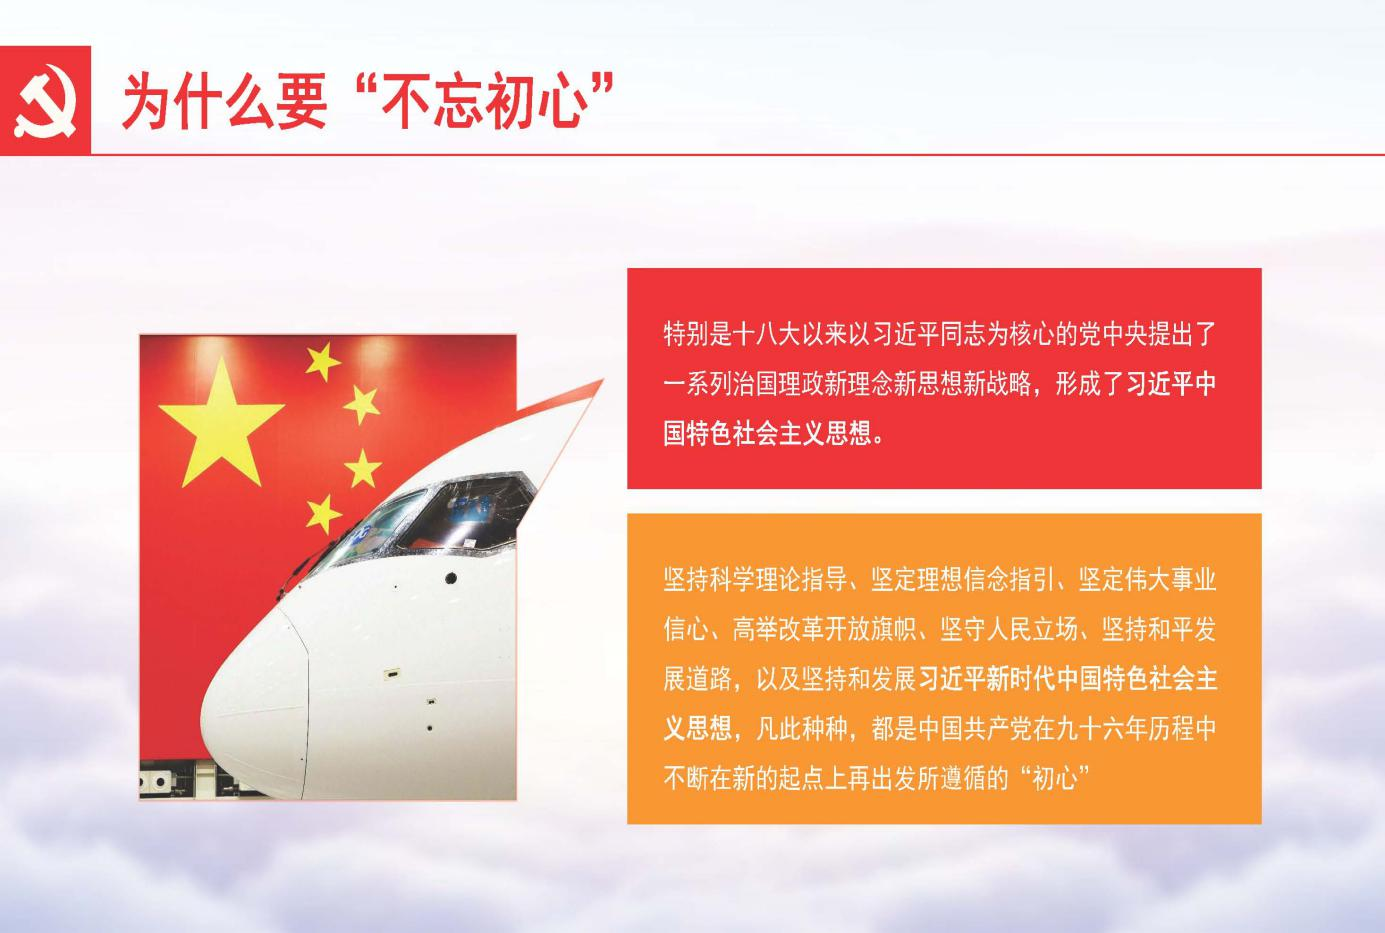 为什么要“不忘初心”
特别是十八大以来以习近平同志为核心的党中央提出了
一系列治国理政新理念新思想新战略，形成了习近平中
国特色社会主义思想。
坚持科学理论指导、坚定理想信念指引、坚定伟大事业
信心、高举改革开放旗帜、坚守人民立场、坚持和平发
展道路，以及坚持和发展习近平新时代中国特色社会主
义思想，凡此种种，都是中国共产党在九十六年历程中
不断在新的起点上再出发所遵循的“初心”